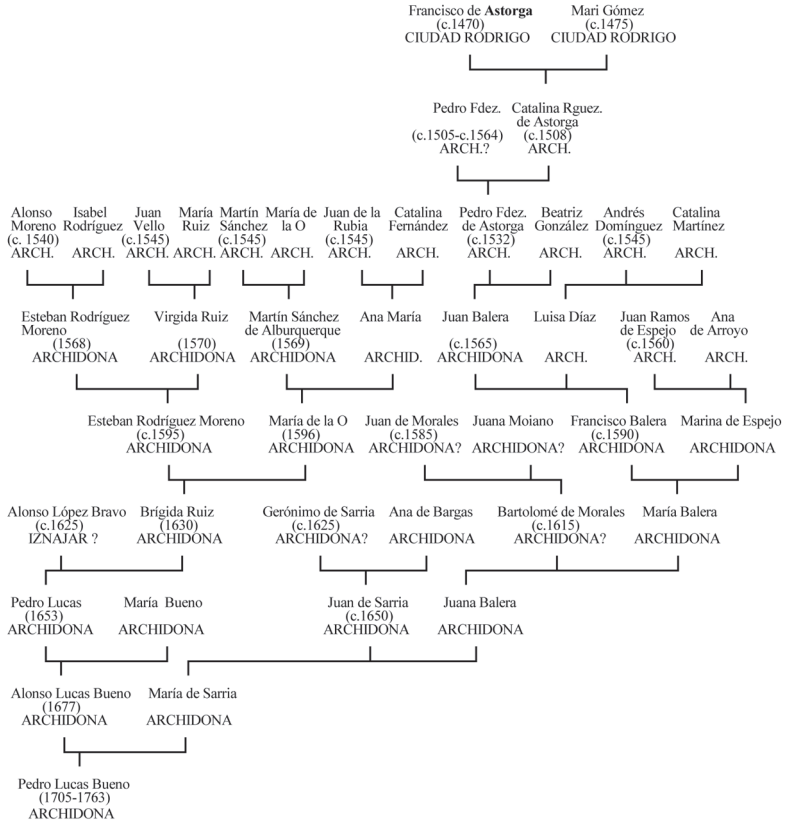 Francisco de Astorga
(c.1470)
CIUDAD RODRIGO
Mari Gómez
(c.1475)
CIUDAD RODRIGO
Pedro Fdez.
(c.1505-c.1564)
ARCH.?
Catalina Rguez.
de Astorga
(c.1508)
ARCH.
Alonso
Moreno
(c. 1540)
ARCH.
Isabel
Rodríguez
ARCH.
Juan
Vello
(c.1545)
ARCH.
María
Ruiz
ARCH.
Martín
Sánchez
(c.1545)
ARCH.
María de
la O
ARCH.
Juan de la
Rubia
(c.1545)
ARCH.
Catalina
Fernández
ARCH.
Pedro Fdez.
de Astorga
(c.1532)
ARCH.
Beatriz
González
ARCH.
Andrés
Domínguez
(c.1545)
ARCH.
Catalina
Martínez
ARCH.
Esteban Rodríguez
Moreno
(1568)
ARCHIDONA
Virgida Ruiz
(1570)
ARCHIDONA
Martín Sánchez
de Alburquerque
(1569)
ARCHIDONA
Ana María
ARCHID.
Juan Balera
(c.1565)
ARCHIDONA
Luisa Díaz
ARCH.
Juan Ramos
de Espejo
(c.1560)
ARCH.
Ana
de Arroyo
ARCH.
Esteban Rodríguez Moreno
(c.1595)
ARCHIDONA
María de la O
(1596)
ARCHIDONA
Juan de Morales
(c.1585)
ARCHIDONA?
Juana Moiano
ARCHIDONA?
Francisco Balera
(c.1590)
ARCHIDONA
Marina de Espejo
ARCHIDONA
Alonso López Bravo
(c.1625)
IZNAJAR ?
Brígida Ruiz
(1630)
ARCHIDONA
Gerónimo de Sarria
(c.1625)
ARCHIDONA?
Ana de Bargas
ARCHIDONA
Bartolomé de Morales
(c.1615)
ARCHIDONA?
María Balera
ARCHIDONA
Pedro Lucas
(1653)
ARCHIDONA
María Bueno
ARCHIDONA
Juan de Sarria
(c.1650)
ARCHIDONA
Juana Balera
ARCHIDONA
Alonso Lucas Bueno
(1677)
ARCHIDONA
María de Sarria
ARCHIDONA
Pedro Lucas Bueno
(1705-1763)
ARCHIDONA